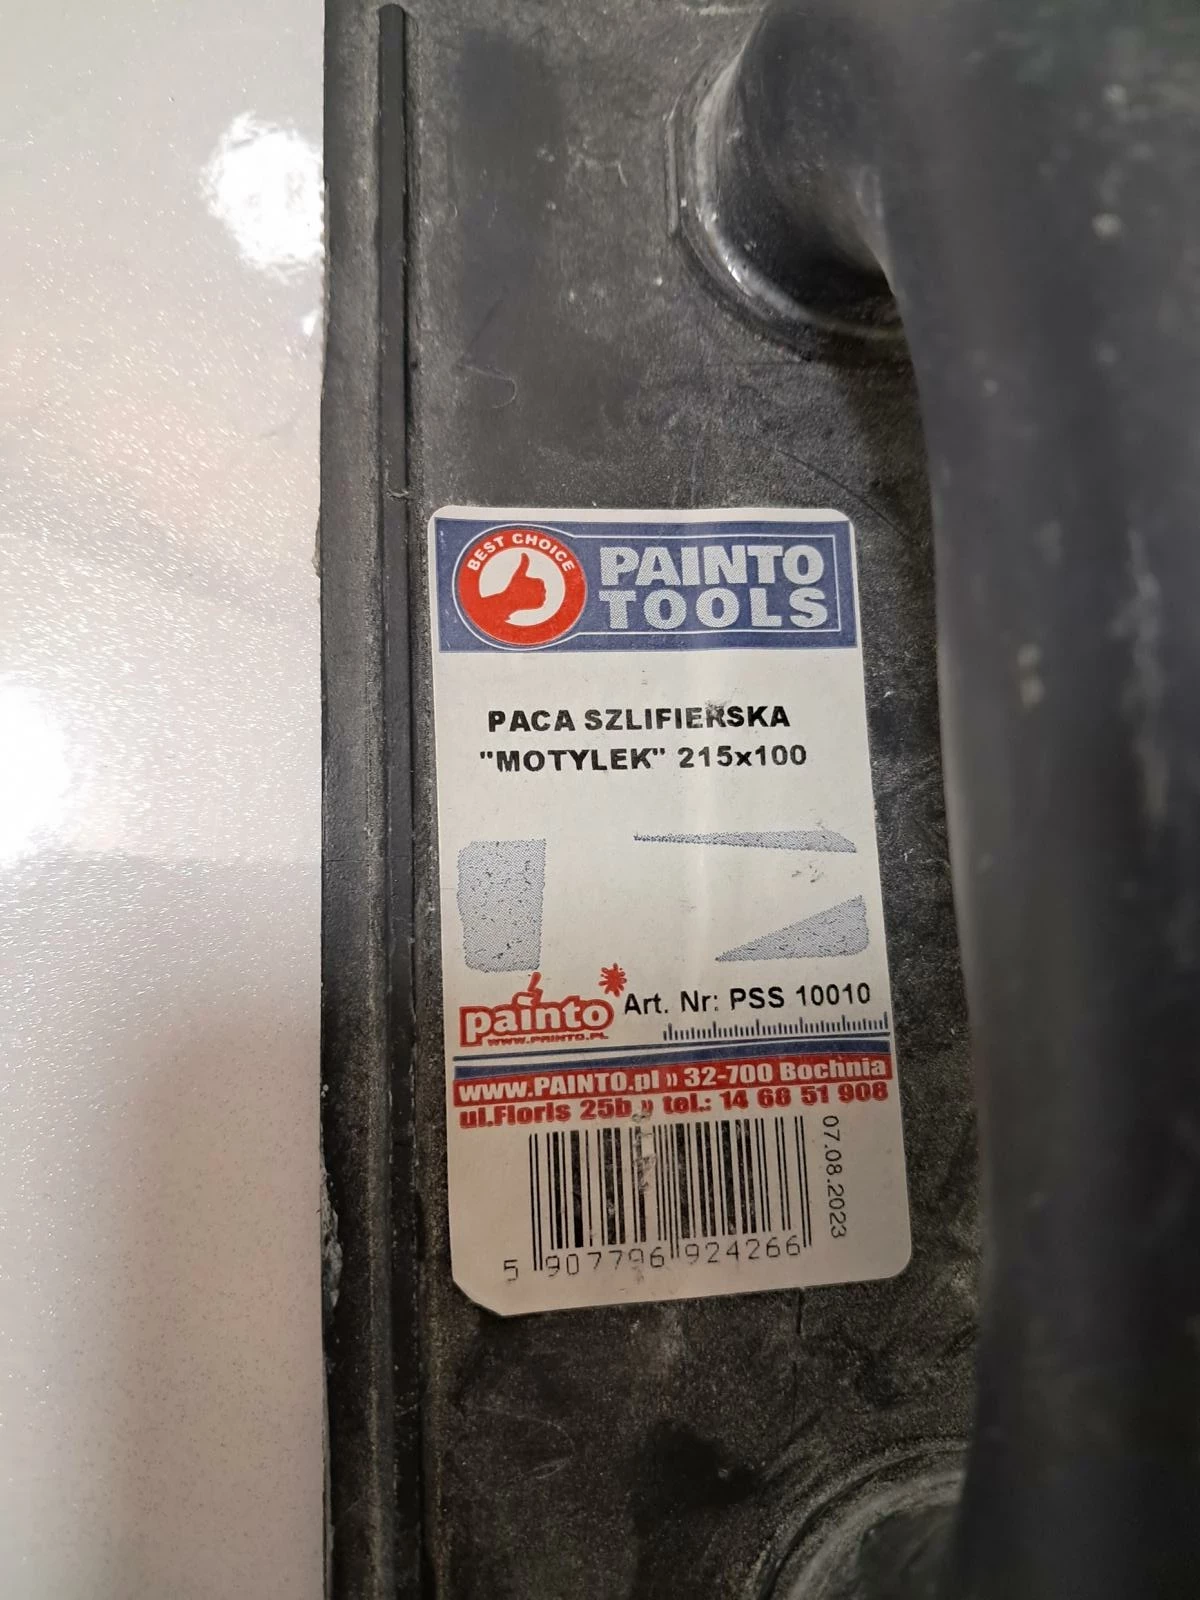 BEST CHOICE
PAINTO
TOOLS
PACA SZLIFIERSKA
"MOTYLEK" 215x100
painto
www.PAINTO.PL
Art. Nr: PSS 10010
www.PAINTO.pl » 32-700 Bochnia
ul.Floris 25b » tel.: 14 68 51 908
07.08.2023
5 907796 924266